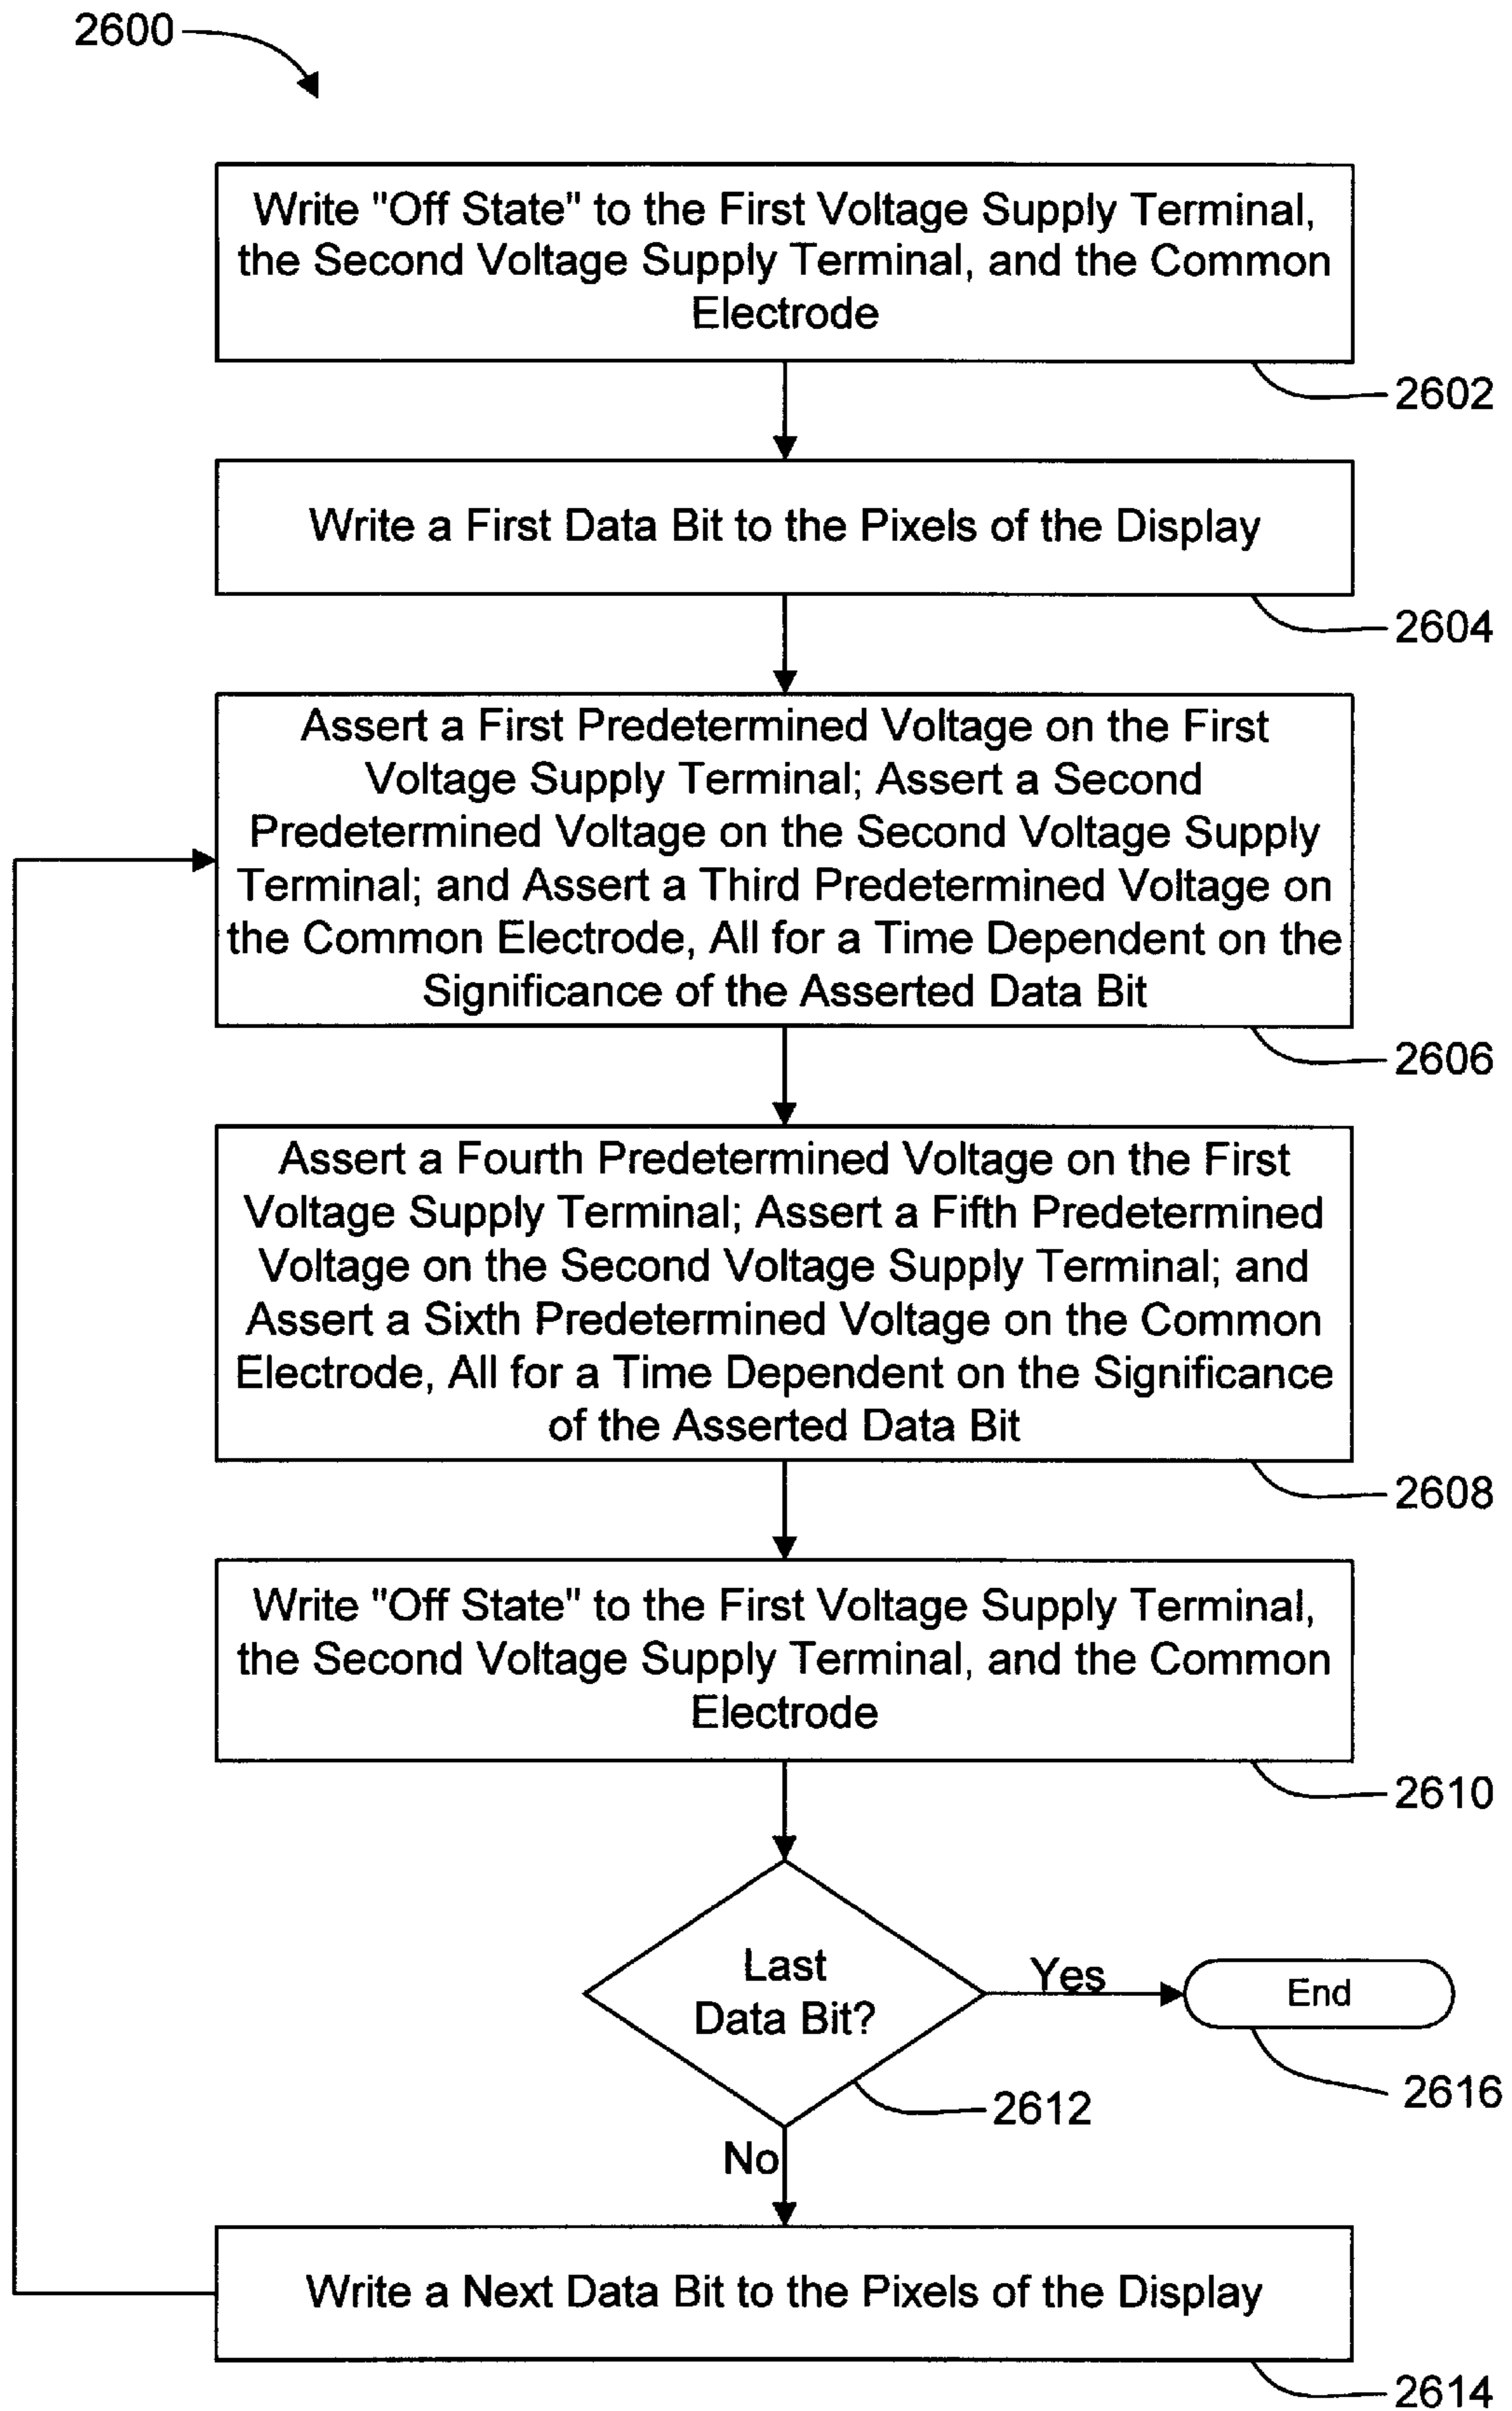 2600
Write "Off State" to the First Voltage Supply Terminal,
the Second Voltage Supply Terminal, and the Common
Electrode
2602
Write a First Data Bit to the Pixels of the Display
2604
Assert a First Predetermined Voltage on the First
Voltage Supply Terminal; Assert a Second
Predetermined Voltage on the Second Voltage Supply
Terminal; and Assert a Third Predetermined Voltage on
the Common Electrode, All for a Time Dependent on the
Significance of the Asserted Data Bit
2606
Assert a Fourth Predetermined Voltage on the First
Voltage Supply Terminal; Assert a Fifth Predetermined
Voltage on the Second Voltage Supply Terminal; and
Assert a Sixth Predetermined Voltage on the Common
Electrode, All for a Time Dependent on the Significance
of the Asserted Data Bit
2608
Write "Off State" to the First Voltage Supply Terminal,
the Second Voltage Supply Terminal, and the Common
Electrode
2610
Last
Data Bit?
Yes
End
2616
2612
No
Write a Next Data Bit to the Pixels of the Display
2614